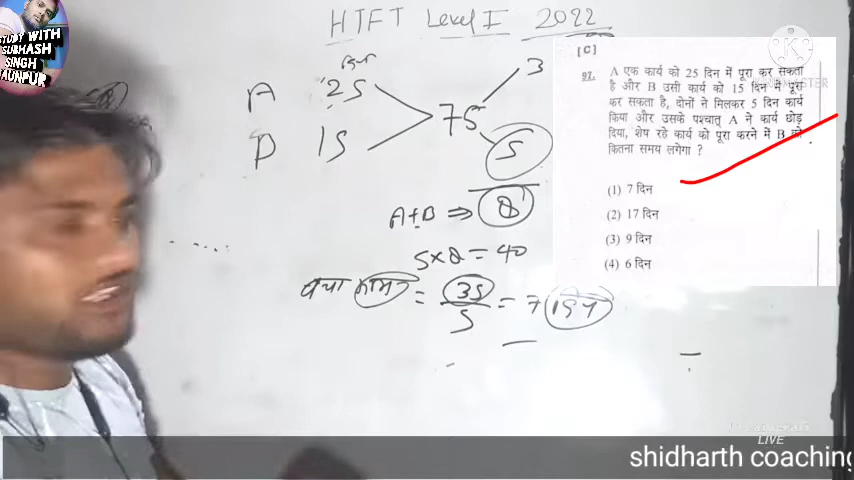 STUDY WITH
SUBHASH
SINGH
JAUNPUR
HTET Level I 2022
दिन
A 25
75
3
B 15
5
A+B ⇒ 8
5×8 = 40
बचा काम = 35/5 = 7 दिन
[C]
97. A एक कार्य को 25 दिन में पूरा कर सकता
है और B उसी कार्य को 15 दिन में पूरा
कर सकता है, दोनों ने मिलकर 5 दिन कार्य
किया और उसके पश्चात् A ने कार्य छोड़
दिया, शेष रहे कार्य को पूरा करने में B को
कितना समय लगेगा ?
(1) 7 दिन
(2) 17 दिन
(3) 9 दिन
(4) 6 दिन
LIVE
shidharth coaching